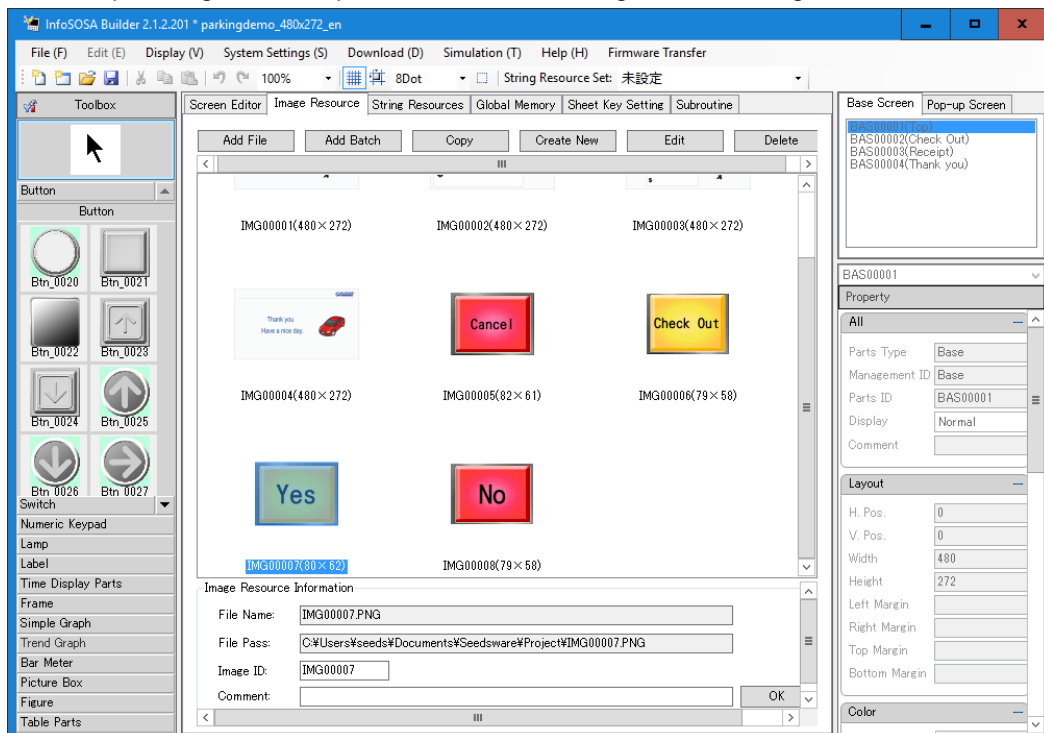 InfoSOSA Builder 2.1.2.201 * parkingdemo_480x272_en
File (F) Edit (E) Display (V) System Settings (S) Download (D) Simulation (T) Help (H) Firmware Transfer
100% 8Dot String Resource Set: 未設定
Toolbox
Screen Editor Image Resource String Resources Global Memory Sheet Key Setting Subroutine
Base Screen Pop-up Screen
Add File Add Batch Copy Create New Edit Delete
BAS00001(Top)
BAS00002(Check Out)
BAS00003(Receipt)
BAS00004(Thank you)
Button
Button
Btn_0020 Btn_0021
Btn_0022 Btn_0023
Btn_0024 Btn_0025
Btn_0026 Btn_0027
Switch
Numeric Keypad
Lamp
Label
Time Display Parts
Frame
Simple Graph
Trend Graph
Bar Meter
Picture Box
Figure
Table Parts
IMG00001(480×272) IMG00002(480×272) IMG00003(480×272)
Thank you
Have a nice day.
Cancel
Check Out
IMG00004(480×272) IMG00005(82×61) IMG00006(79×58)
Yes
No
IMG00007(80×62) IMG00008(79×58)
Image Resource Information
File Name: IMG00007.PNG
File Pass: C:¥Users¥seeds¥Documents¥Seedsware¥Project¥IMG00007.PNG
Image ID: IMG00007
Comment: OK
BAS00001
Property
All
Parts Type Base
Management ID Base
Parts ID BAS00001
Display Normal
Comment
Layout
H. Pos. 0
V. Pos. 0
Width 480
Height 272
Left Margin
Right Margin
Top Margin
Bottom Margin
Color